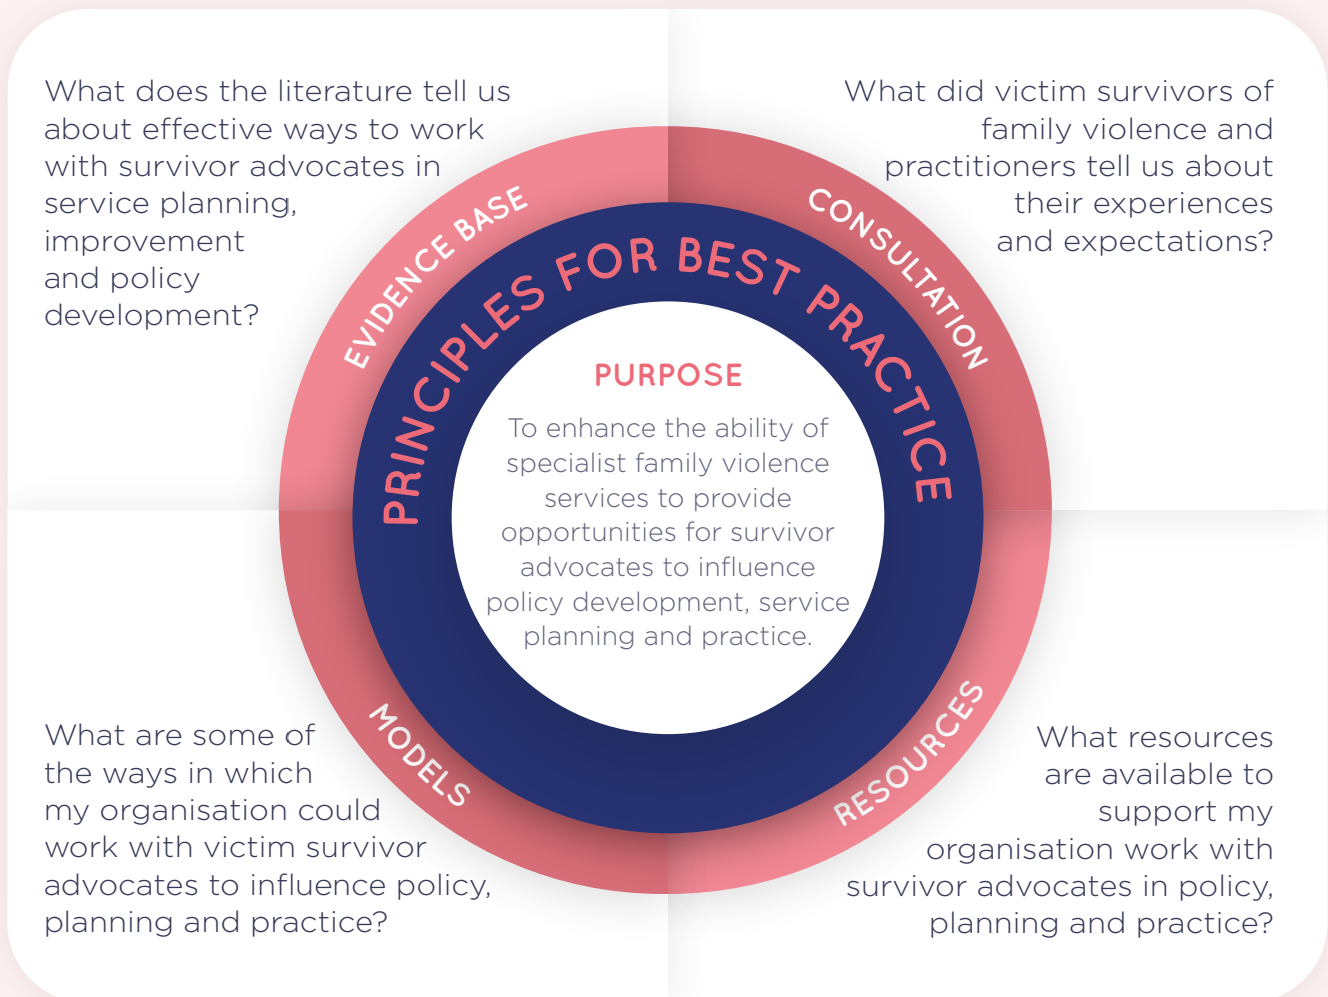 What does the literature tell us
about effective ways to work
with survivor advocates in
service planning,
improvement
and policy
development?
EVIDENCE BASE
What did victim survivors of
family violence and
practitioners tell us about
their experiences
and expectations?
CONSULTATION
PRINCIPLES FOR BEST PRACTICE
PURPOSE
To enhance the ability of
specialist family violence
services to provide
opportunities for survivor
advocates to influence
policy development, service
planning and practice.
MODELS
What are some of
the ways in which
my organisation could
work with victim survivor
advocates to influence policy,
planning and practice?
RESOURCES
What resources
are available to
support my
organisation work with
survivor advocates in policy,
planning and practice?